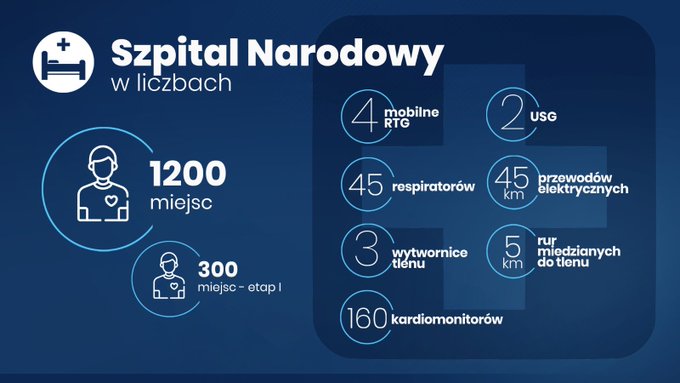 Szpital Narodowy
w liczbach
1200
miejsc
300
miejsc - etap I
4 mobilne
RTG
2 USG
45 respiratorów
45 km przewodów
elektrycznych
3 wytwornice
tlenu
5 km rur
miedzianych
do tlenu
160 kardiomonitorów